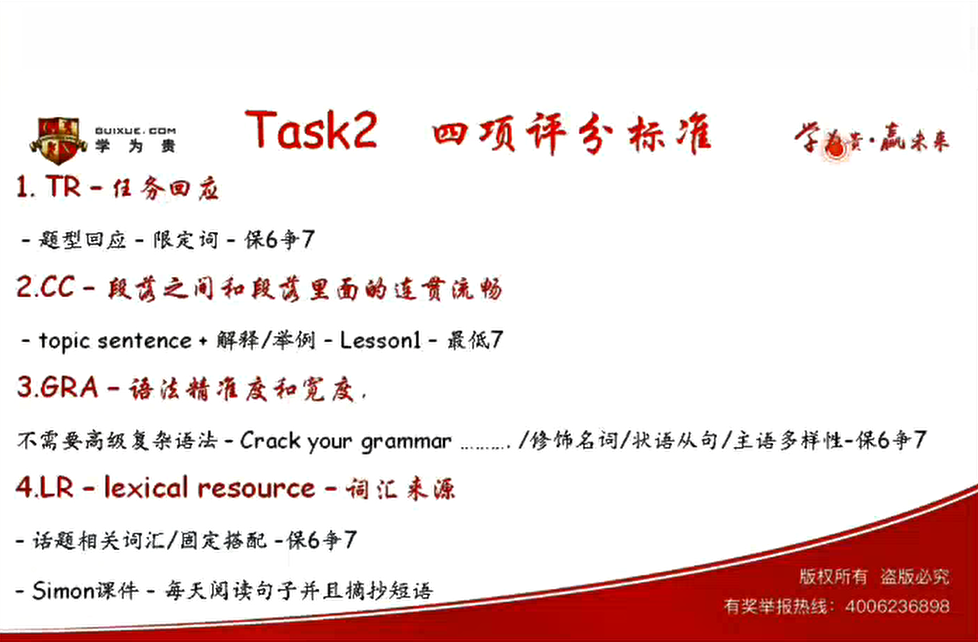 GUIXUE.COM
学为贵
Task2 四项评分标准
学为贵·赢未来
1. TR – 任务回应
- 题型回应 – 限定词 – 保6争7
2.CC – 段落之间和段落里面的连贯流畅
- topic sentence + 解释/举例 – Lesson1 – 最低7
3.GRA – 语法精准度和宽度.
不需要高级复杂语法 – Crack your grammar ………. /修饰名词/状语从句/主语多样性-保6争7
4.LR – lexical resource – 词汇来源
- 话题相关词汇/固定搭配 -保6争7
- Simon课件 – 每天阅读句子并且摘抄短语
版权所有 盗版必究
有奖举报热线：4006236898